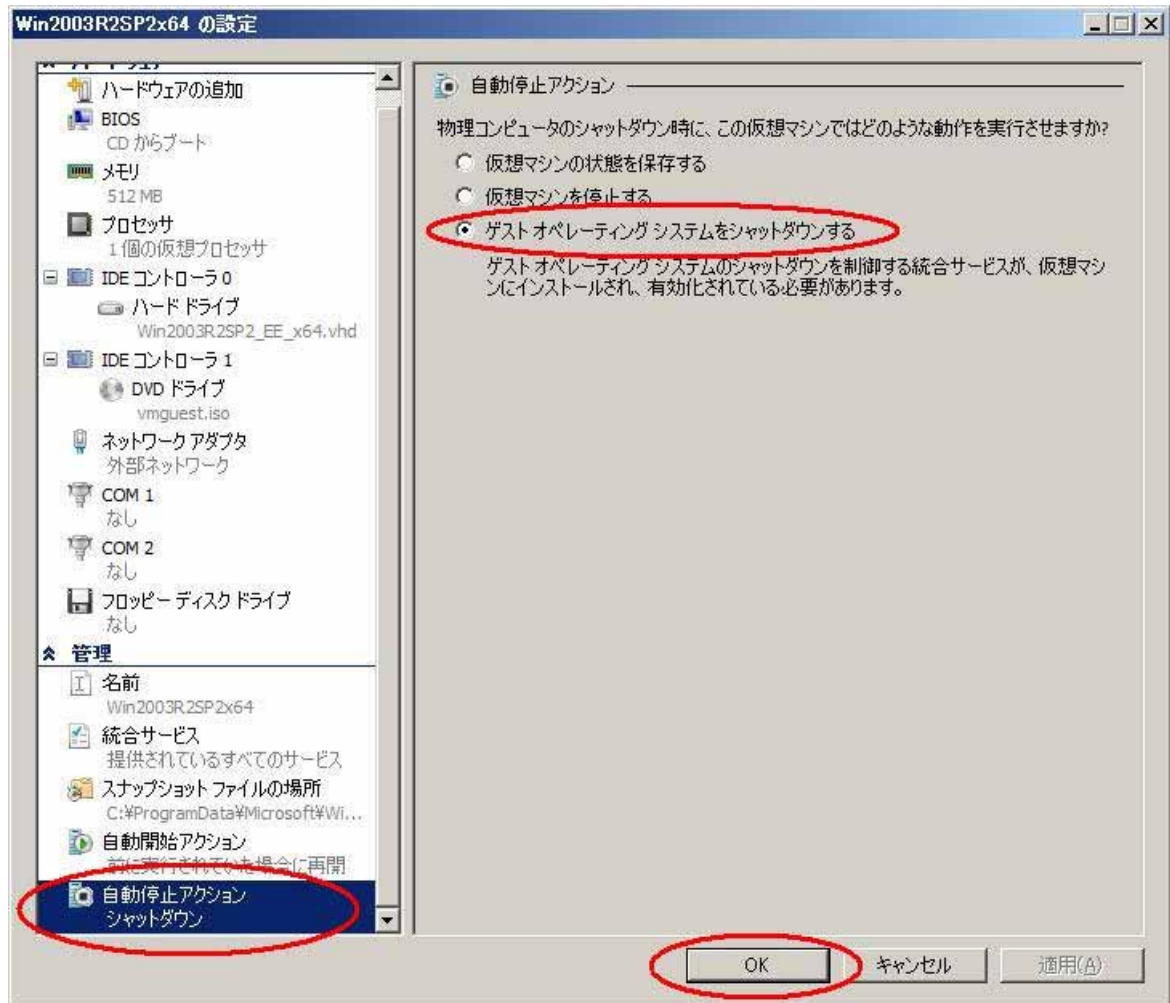 Win2003R2SP2x64 の設定
ハードウェアの追加
BIOS
CD からブート
メモリ
512 MB
プロセッサ
1 個の仮想プロセッサ
IDE コントローラ 0
ハード ドライブ
Win2003R2SP2_EE_x64.vhd
IDE コントローラ 1
DVD ドライブ
vmguest.iso
ネットワーク アダプタ
外部ネットワーク
COM 1
なし
COM 2
なし
フロッピー ディスク ドライブ
なし
管理
名前
Win2003R2SP2x64
統合サービス
提供されているすべてのサービス
スナップショット ファイルの場所
C:¥ProgramData¥Microsoft¥Wi...
自動開始アクション
前に実行されていた場合に再開
自動停止アクション
シャットダウン
自動停止アクション
物理コンピュータのシャットダウン時に、この仮想マシンではどのような動作を実行させますか?
仮想マシンの状態を保存する
仮想マシンを停止する
ゲスト オペレーティング システムをシャットダウンする
ゲスト オペレーティング システムのシャットダウンを制御する統合サービスが、仮想マシ
ンにインストールされ、有効化されている必要があります。
OK
キャンセル
適用(A)